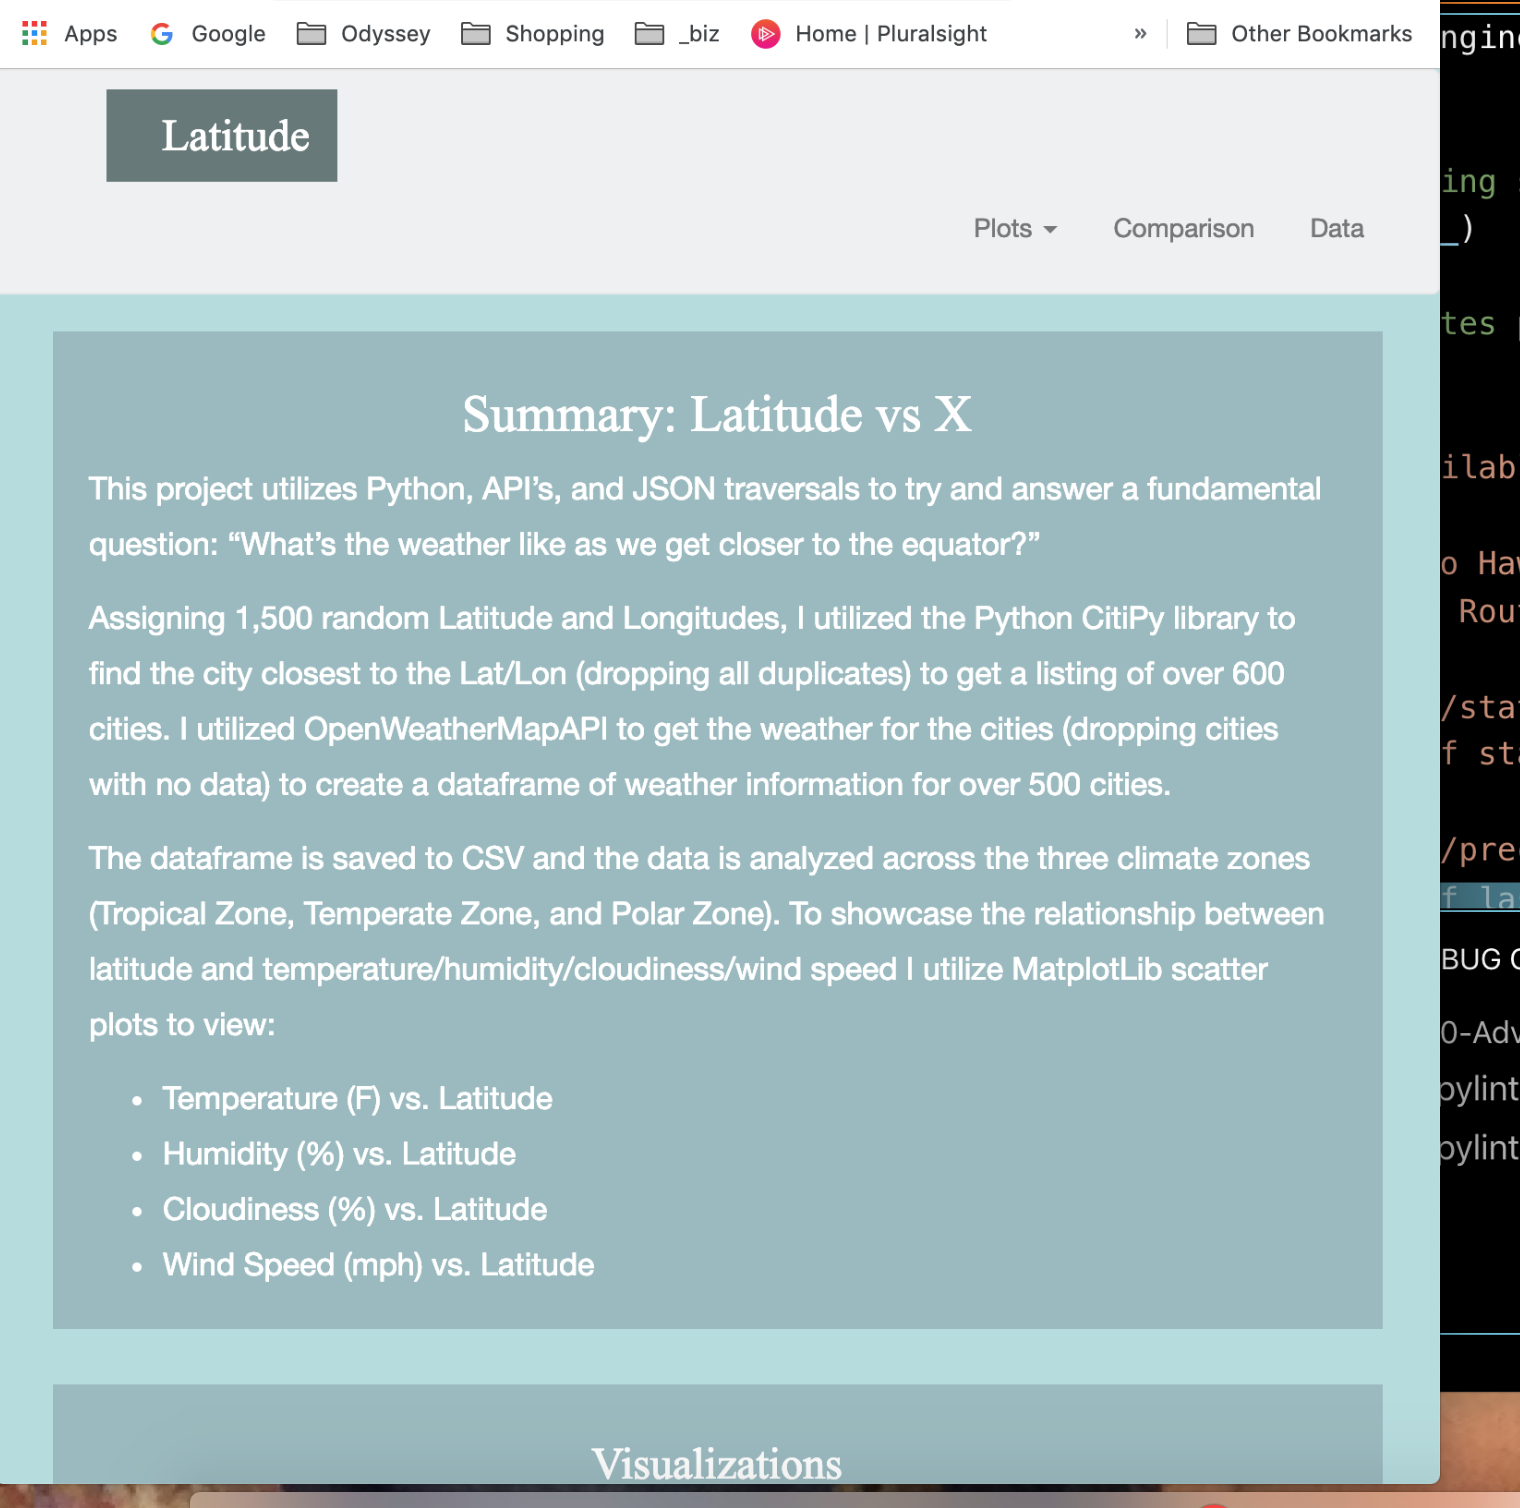 Apps Google Odyssey Shopping _biz Home | Pluralsight » Other Bookmarks
Latitude
Plots Comparison Data
Summary: Latitude vs X
This project utilizes Python, API’s, and JSON traversals to try and answer a fundamental
question: “What’s the weather like as we get closer to the equator?”
Assigning 1,500 random Latitude and Longitudes, I utilized the Python CitiPy library to
find the city closest to the Lat/Lon (dropping all duplicates) to get a listing of over 600
cities. I utilized OpenWeatherMapAPI to get the weather for the cities (dropping cities
with no data) to create a dataframe of weather information for over 500 cities.
The dataframe is saved to CSV and the data is analyzed across the three climate zones
(Tropical Zone, Temperate Zone, and Polar Zone). To showcase the relationship between
latitude and temperature/humidity/cloudiness/wind speed I utilize MatplotLib scatter
plots to view:
• Temperature (F) vs. Latitude
• Humidity (%) vs. Latitude
• Cloudiness (%) vs. Latitude
• Wind Speed (mph) vs. Latitude
Visualizations
ing
_)
tes
ilab
o Ha
Rou
/sta
f sta
/pre
f la
BUG
0-Adv
pylint
pylint